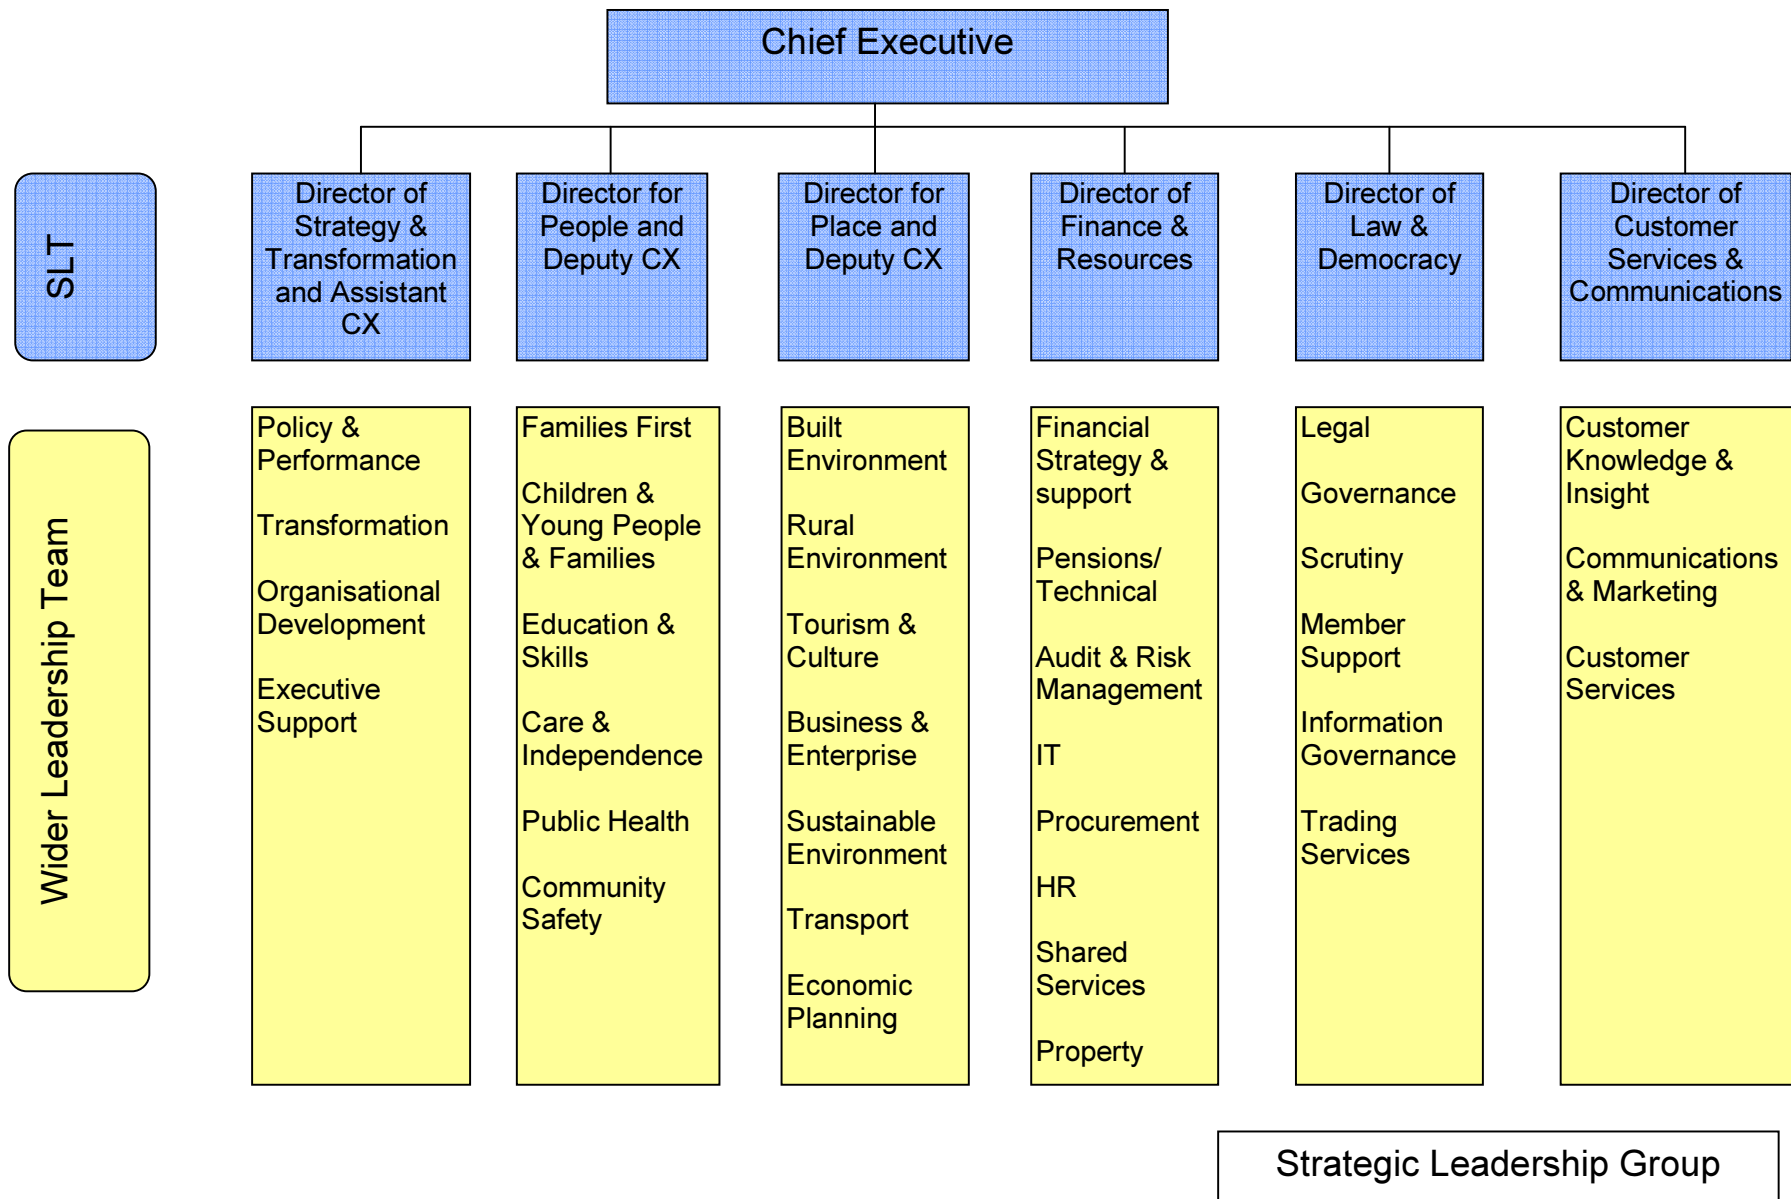 Chief Executive
SLT
Director of
Strategy &
Transformation
and Assistant
CX
Director for
People and
Deputy CX
Director for
Place and
Deputy CX
Director of
Finance &
Resources
Director of
Law &
Democracy
Director of
Customer
Services &
Communications
Wider Leadership Team
Policy &
Performance
Transformation
Organisational
Development
Executive
Support
Families First
Children &
Young People
& Families
Education &
Skills
Care &
Independence
Public Health
Community
Safety
Built
Environment
Rural
Environment
Tourism &
Culture
Business &
Enterprise
Sustainable
Environment
Transport
Economic
Planning
Financial
Strategy &
support
Pensions/
Technical
Audit & Risk
Management
IT
Procurement
HR
Shared
Services
Property
Legal
Governance
Scrutiny
Member
Support
Information
Governance
Trading
Services
Customer
Knowledge &
Insight
Communications
& Marketing
Customer
Services
Strategic Leadership Group